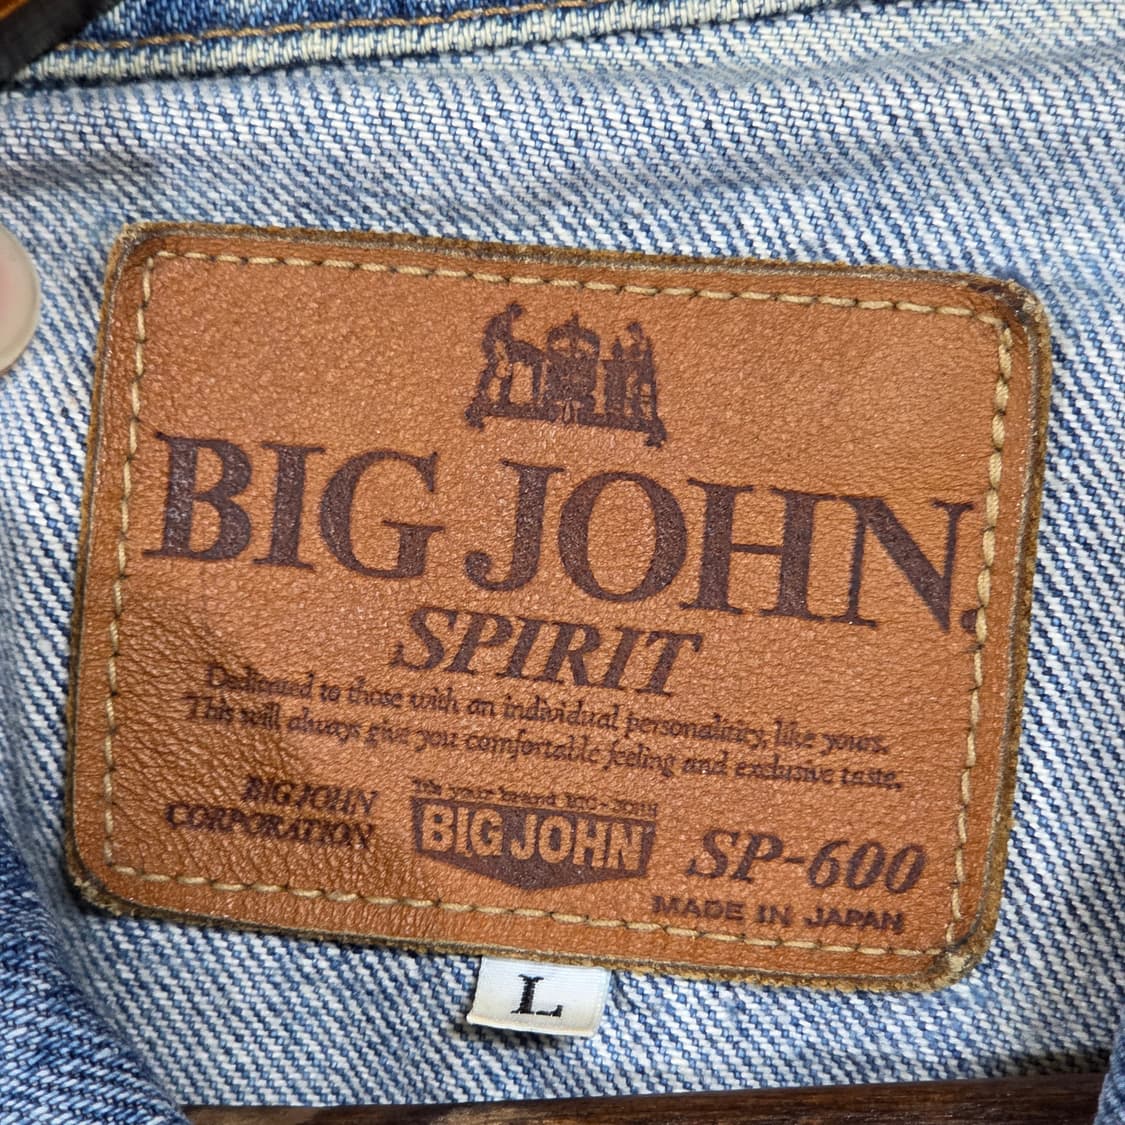 BIG JOHN.
SPIRIT
Dedicated to those with an individual personality, like yours.
This will always give you comfortable feeling and exclusive taste.
BIG JOHN
CORPORATION
BIG JOHN
SP-600
MADE IN JAPAN
L